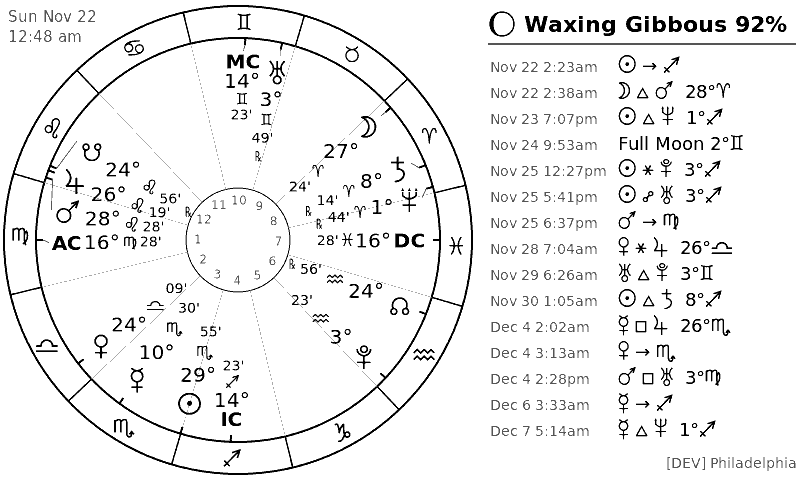 Sun Nov 22
12:48 am
Waxing Gibbous 92%
Nov 22 2:23am ☉ → ♐
Nov 22 2:38am ☽ △ ♂ 28°♈
Nov 23 7:07pm ☉ △ ♆ 1°♐
Nov 24 9:53am Full Moon 2°♊
Nov 25 12:27pm ☉ ⚹ ⯓ 3°♐
Nov 25 5:41pm ☉ ☍ ♅ 3°♐
Nov 25 6:37pm ♂ → ♍
Nov 28 7:04am ♀ ⚹ ♃ 26°♎
Nov 29 6:26am ♅ △ ⯓ 3°♊
Nov 30 1:05am ☉ △ ♄ 8°♐
Dec 4 2:02am ☿ □ ♃ 26°♏
Dec 4 3:13am ♀ → ♏
Dec 4 2:28pm ♂ □ ♅ 3°♍
Dec 6 3:33am ☿ → ♐
Dec 7 5:14am ☿ △ ♆ 1°♐
[DEV] Philadelphia
♊
♉
♈
♓
♒
♑
♐
♏
♎
♍
♌
♋
MC
14°
♊
23'
♅
3°
♊
49'
℞
☽
27°
♈
24'
♄ 8° ♈ 14' ℞
♆ 1° ♈ 44' ℞
28' ♓ 16° DC
☊ 24° ♒ 56' ℞
⯓
3°
♒
23'
23'
♐
14°
IC
55'
♏
29°
☉
30'
♏
10°
☿
09'
♎
24°
♀
AC 16° ♍ 28'
♂ 28° ♌ 28'
♃ 26° ♌ 19'
☋ 24° ♌ 56' ℞
1
2
3
4
5
6
7
8
9
10
11
12